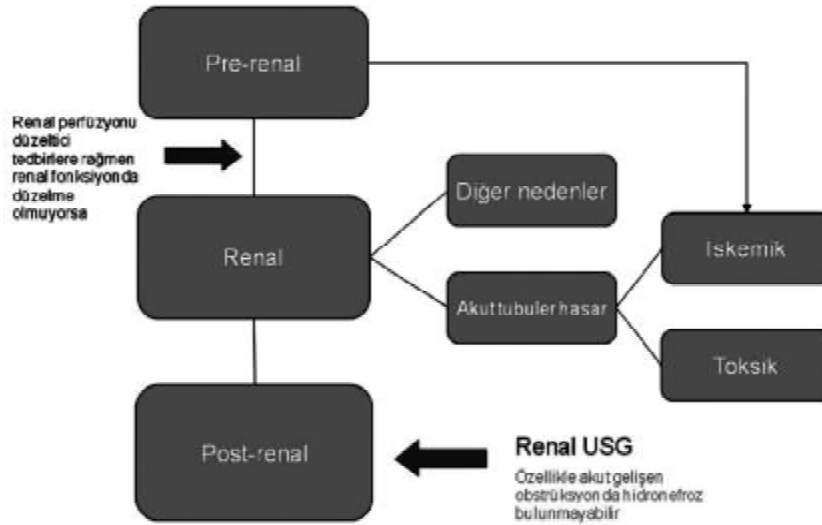 Pre-renal
Renal perfüzyonu
düzeltici
tedbirlere rağmen
renal fonksiyonda
düzelme
olmuyorsa
Diğer nedenler
Renal
İskemik
Akut tubuler hasar
Toksik
Post-renal
Renal USG
Özellikle akut gelişen
obstrüksiyonda hidronefroz
bulunmayabilir